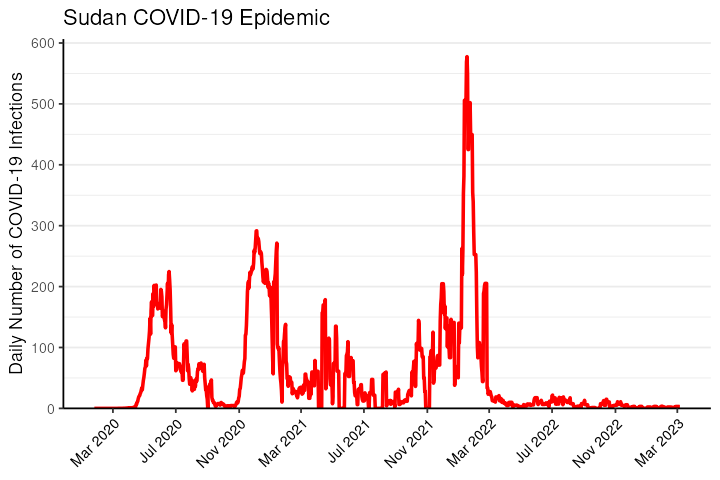 Sudan COVID-19 Epidemic
Daily Number of COVID-19 Infections
600
500
400
300
200
100
0
Mar 2020
Jul 2020
Nov 2020
Mar 2021
Jul 2021
Nov 2021
Mar 2022
Jul 2022
Nov 2022
Mar 2023